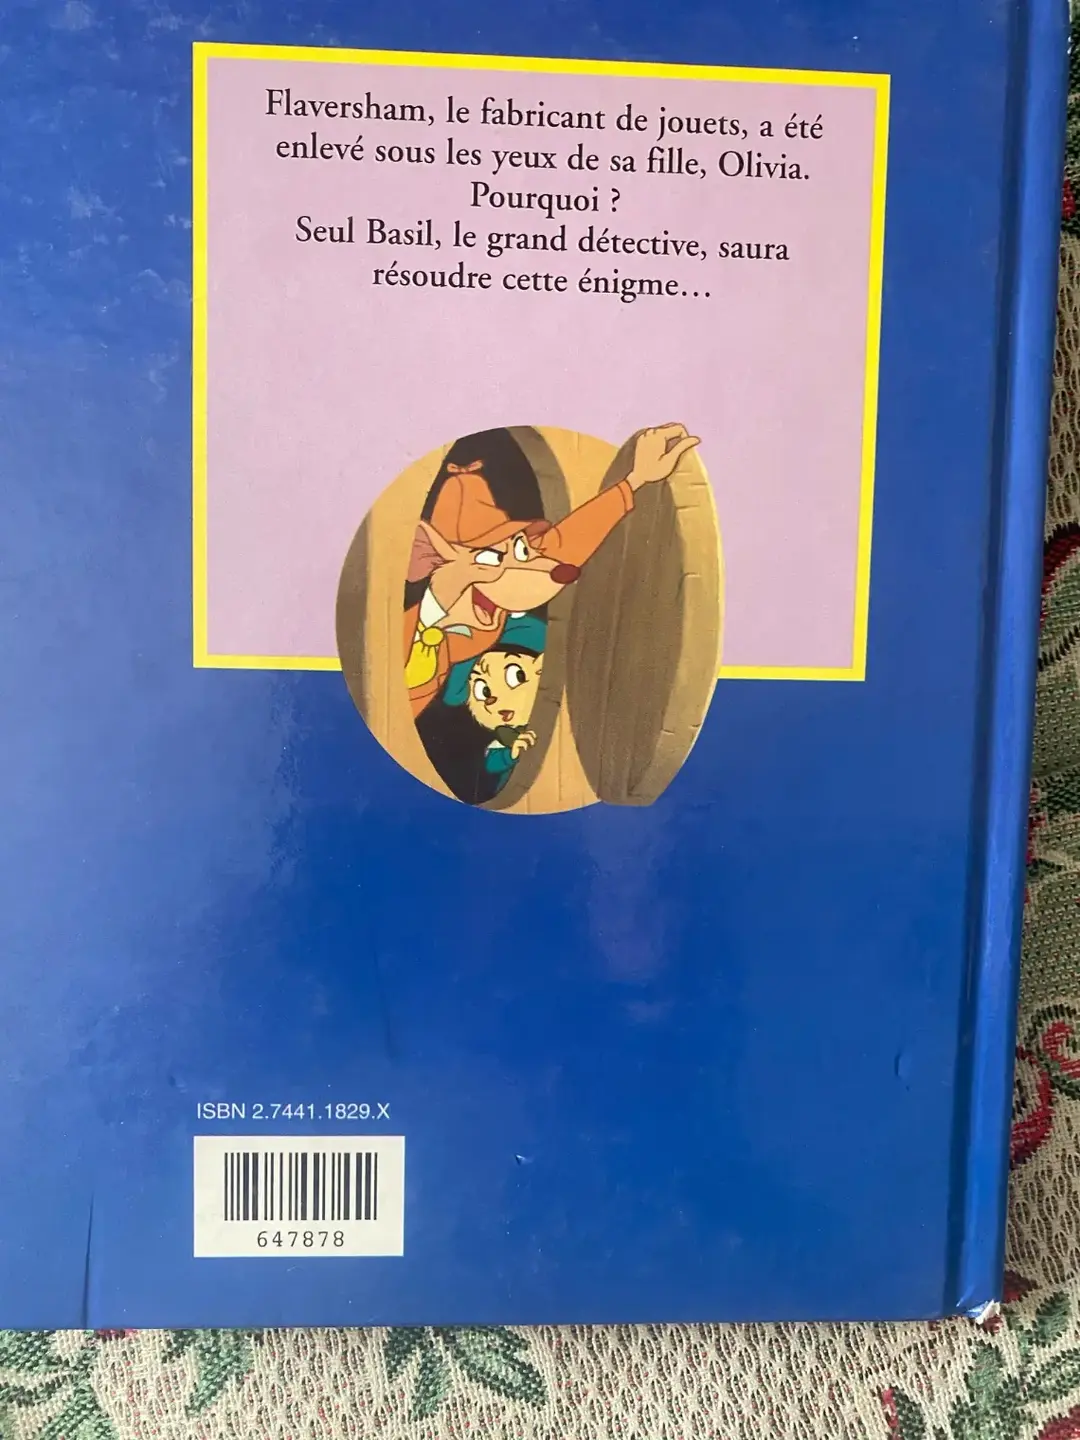 Flaversham, le fabricant de jouets, a été
enlevé sous les yeux de sa fille, Olivia.
Pourquoi ?
Seul Basil, le grand détective, saura
résoudre cette énigme...
ISBN 2.7441.1829.X
647878